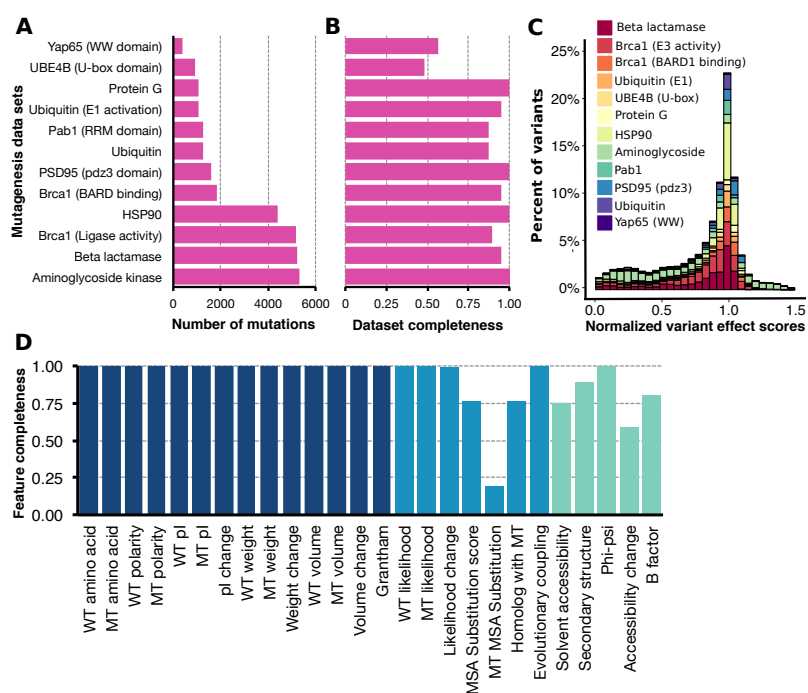 A
B
C
Mutagenesis data sets
Yap65 (WW domain)
UBE4B (U-box domain)
Protein G
Ubiquitin (E1 activation)
Pab1 (RRM domain)
Ubiquitin
PSD95 (pdz3 domain)
Brca1 (BARD binding)
HSP90
Brca1 (Ligase activity)
Beta lactamase
Aminoglycoside kinase
0 2000 4000 6000
Number of mutations
0 0.25 0.50 0.75 1.00
Dataset completeness
Percent of variants
25%
20%
15%
10%
5%
0%
Beta lactamase
Brca1 (E3 activity)
Brca1 (BARD1 binding)
Ubiquitin (E1)
UBE4B (U-box)
Protein G
HSP90
Aminoglycoside
Pab1
PSD95 (pdz3)
Ubiquitin
Yap65 (WW)
0.0 0.5 1.0 1.5
Normalized variant effect scores
D
Feature completeness
1.00
0.75
0.50
0.25
0.00
WT amino acid
MT amino acid
WT polarity
MT polarity
WT pI
MT pI
pI change
WT weight
MT weight
Weight change
WT volume
MT volume
Volume change
Grantham
WT likelihood
MT likelihood
Likelihood change
MSA Substitution score
MT MSA Substitution
Homolog with MT
Evolutionary coupling
Solvent accessibility
Secondary structure
Phi-psi
Accessibility change
B factor